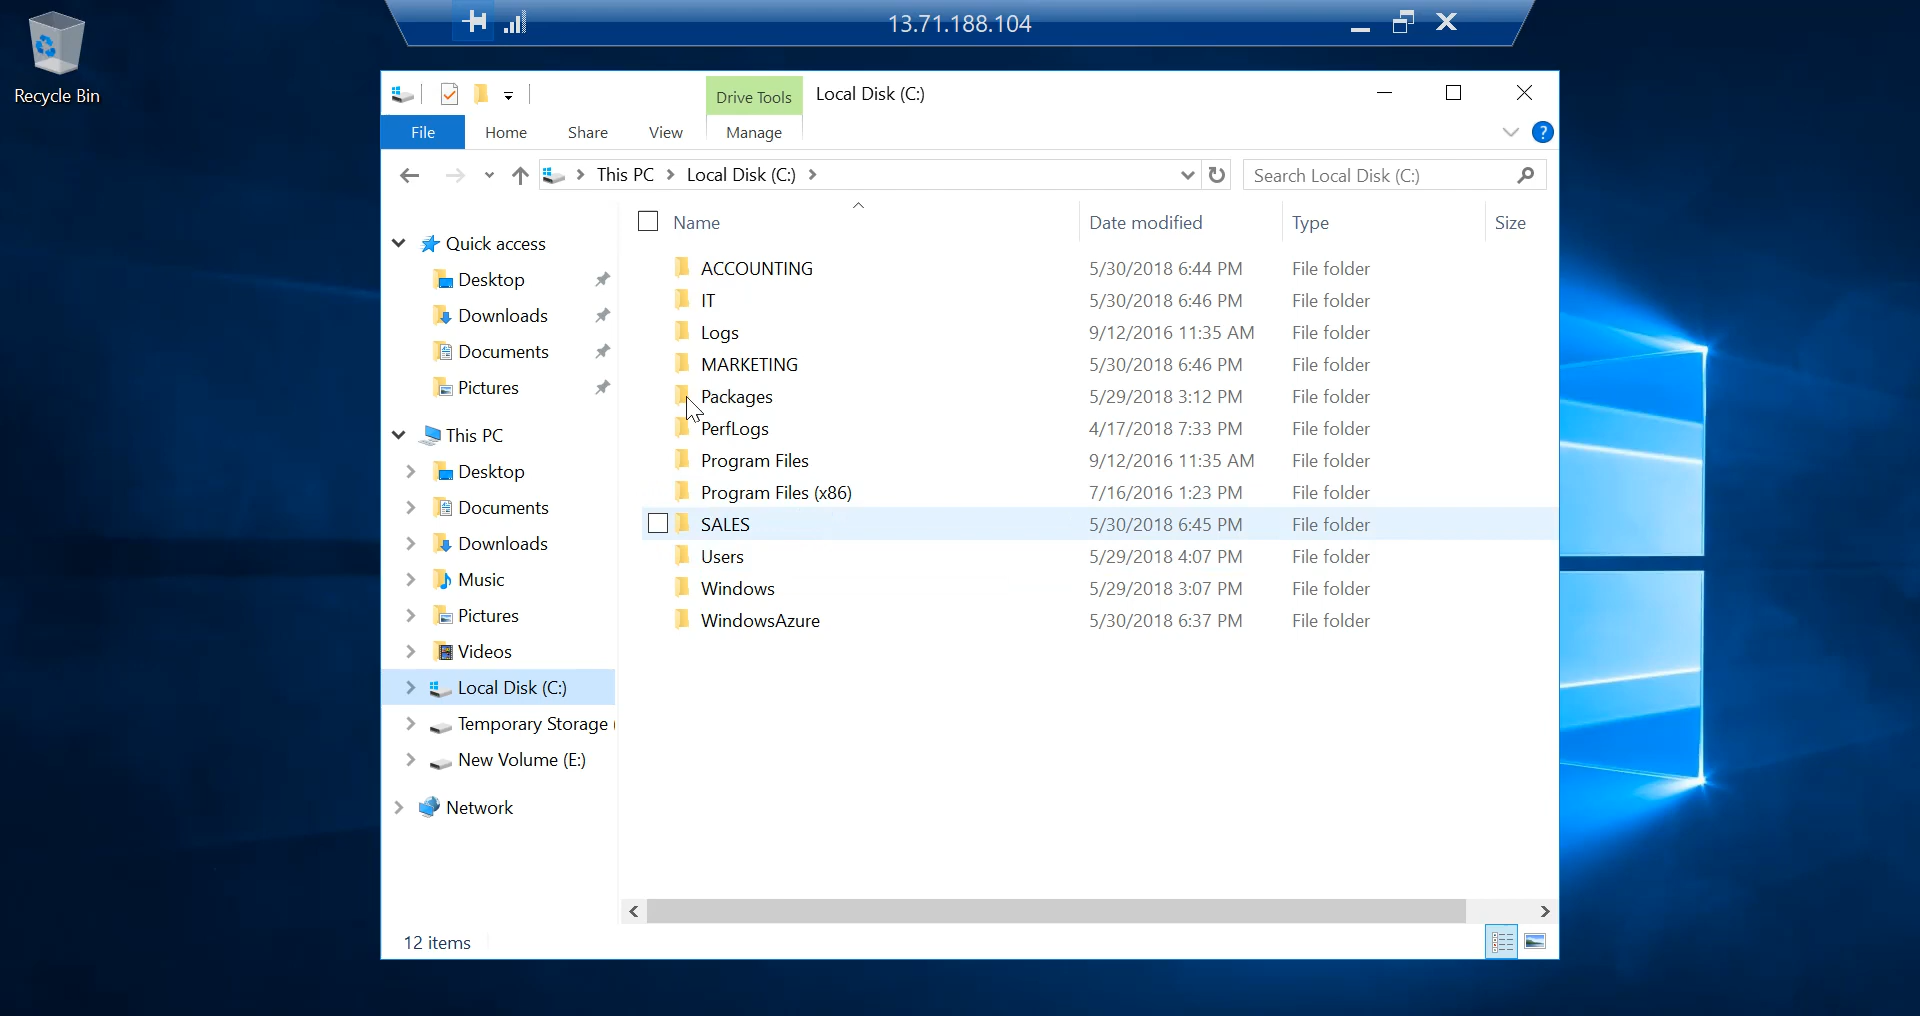 13.71.188.104
Recycle Bin
Drive Tools Local Disk (C:)
File Home Share View Manage
This PC Local Disk (C:)
Search Local Disk (C:)
Quick access
Desktop
Downloads
Documents
Pictures
This PC
Desktop
Documents
Downloads
Music
Pictures
Videos
Local Disk (C:)
Temporary Storage (
New Volume (E:)
Network
Name Date modified Type Size
ACCOUNTING 5/30/2018 6:44 PM File folder
IT 5/30/2018 6:46 PM File folder
Logs 9/12/2016 11:35 AM File folder
MARKETING 5/30/2018 6:46 PM File folder
Packages 5/29/2018 3:12 PM File folder
PerfLogs 4/17/2018 7:33 PM File folder
Program Files 9/12/2016 11:35 AM File folder
Program Files (x86) 7/16/2016 1:23 PM File folder
SALES 5/30/2018 6:45 PM File folder
Users 5/29/2018 4:07 PM File folder
Windows 5/29/2018 3:07 PM File folder
WindowsAzure 5/30/2018 6:37 PM File folder
12 items